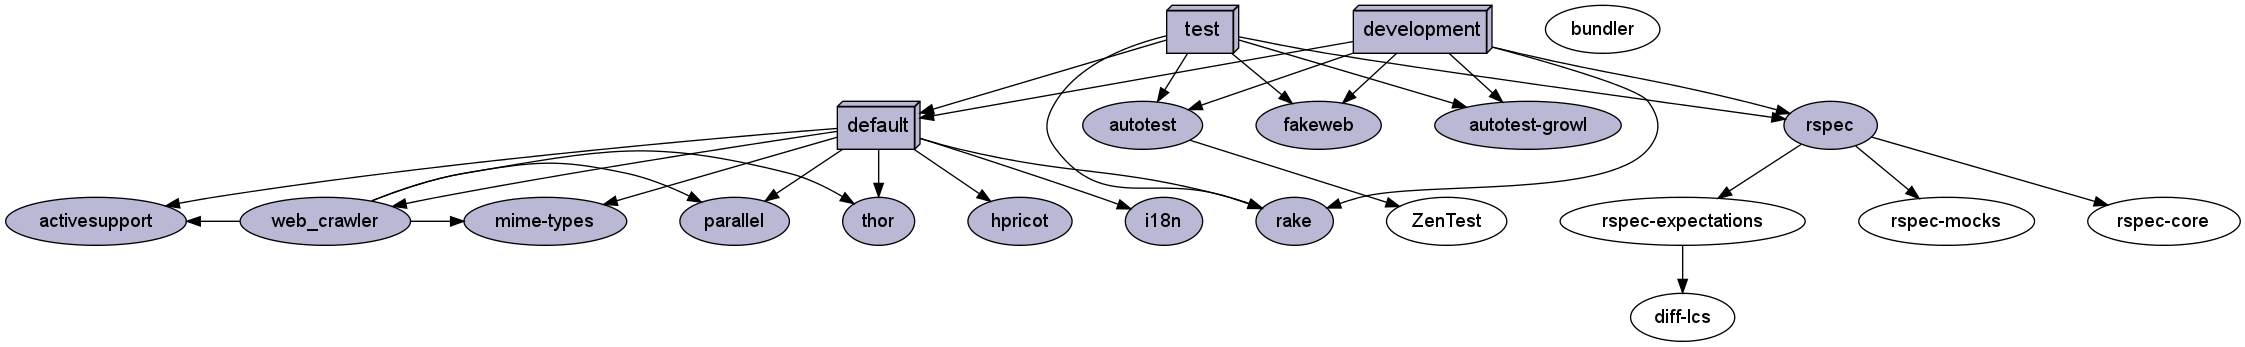 test
development
bundler
default
autotest
fakeweb
autotest-growl
rspec
activesupport
web_crawler
mime-types
parallel
thor
hpricot
i18n
rake
ZenTest
rspec-expectations
rspec-mocks
rspec-core
diff-lcs